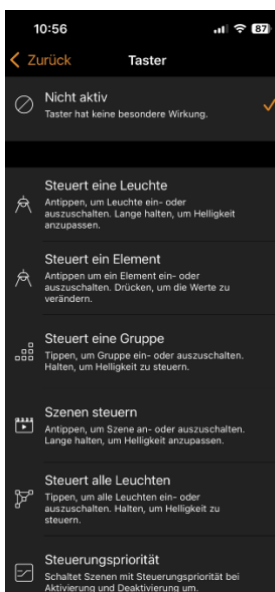 10:56
87
Zurück
Taster
Nicht aktiv
Taster hat keine besondere Wirkung.
Steuert eine Leuchte
Antippen, um Leuchte ein- oder
auszuschalten. Lange halten, um Helligkeit
anzupassen.
Steuert ein Element
Antippen um ein Element ein- oder
auszuschalten. Drücken, um die Werte zu
verändern.
Steuert eine Gruppe
Tippen, um Gruppe ein- oder auszuschalten.
Halten, um Helligkeit zu steuern.
Szenen steuern
Antippen, um Szene an- oder auszuschalten.
Lange halten, um Helligkeit anzupassen.
Steuert alle Leuchten
Tippen, um alle Leuchten ein- oder
auszuschalten. Halten, um Helligkeit zu
steuern.
Steuerungspriorität
Schaltet Szenen mit Steuerungspriorität bei
Aktivierung und Deaktivierung um.